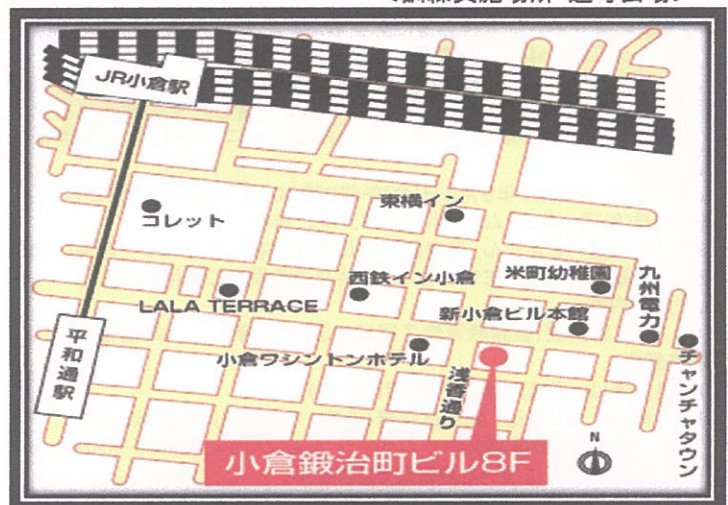 JR小倉駅
コレット
東横イン
LALA TERRACE
西鉄イン小倉
米町幼稚園
九州電力
新小倉ビル本館
小倉ワシントンホテル
浅香通り
チャンチャタウン
平和通駅
小倉鍛治町ビル8F
N